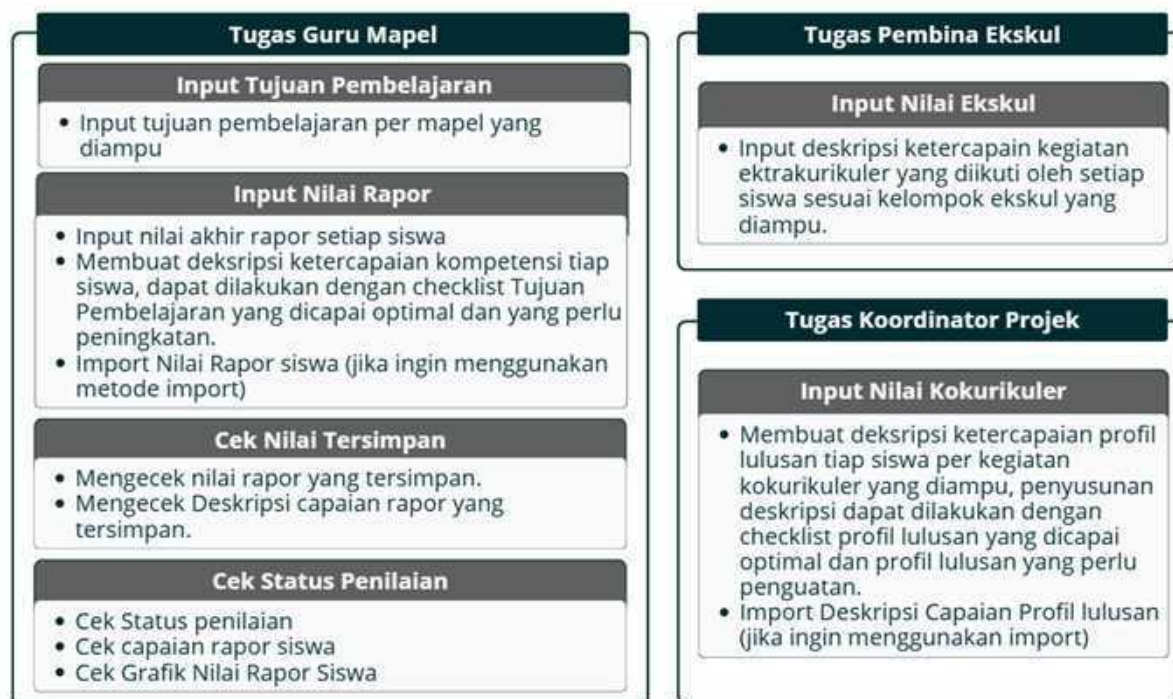 Tugas Guru Mapel
Input Tujuan Pembelajaran
• Input tujuan pembelajaran per mapel yang
diampu
Input Nilai Rapor
• Input nilai akhir rapor setiap siswa
• Membuat deksripsi ketercapaian kompetensi tiap
siswa, dapat dilakukan dengan checklist Tujuan
Pembelajaran yang dicapai optimal dan yang perlu
peningkatan.
• Import Nilai Rapor siswa (jika ingin menggunakan
metode import)
Cek Nilai Tersimpan
• Mengecek nilai rapor yang tersimpan.
• Mengecek Deskripsi capaian rapor yang
tersimpan.
Cek Status Penilaian
• Cek Status penilaian
• Cek capaian rapor siswa
• Cek Grafik Nilai Rapor Siswa
Tugas Pembina Ekskul
Input Nilai Ekskul
• Input deskripsi ketercapain kegiatan
ektrakurikuler yang diikuti oleh setiap
siswa sesuai kelompok ekskul yang
diampu.
Tugas Koordinator Projek
Input Nilai Kokurikuler
• Membuat deksripsi ketercapaian profil
lulusan tiap siswa per kegiatan
kokurikuler yang diampu, penyusunan
deskripsi dapat dilakukan dengan
checklist profil lulusan yang dicapai
optimal dan profil lulusan yang perlu
penguatan.
• Import Deskripsi Capaian Profil lulusan
(jika ingin menggunakan import)